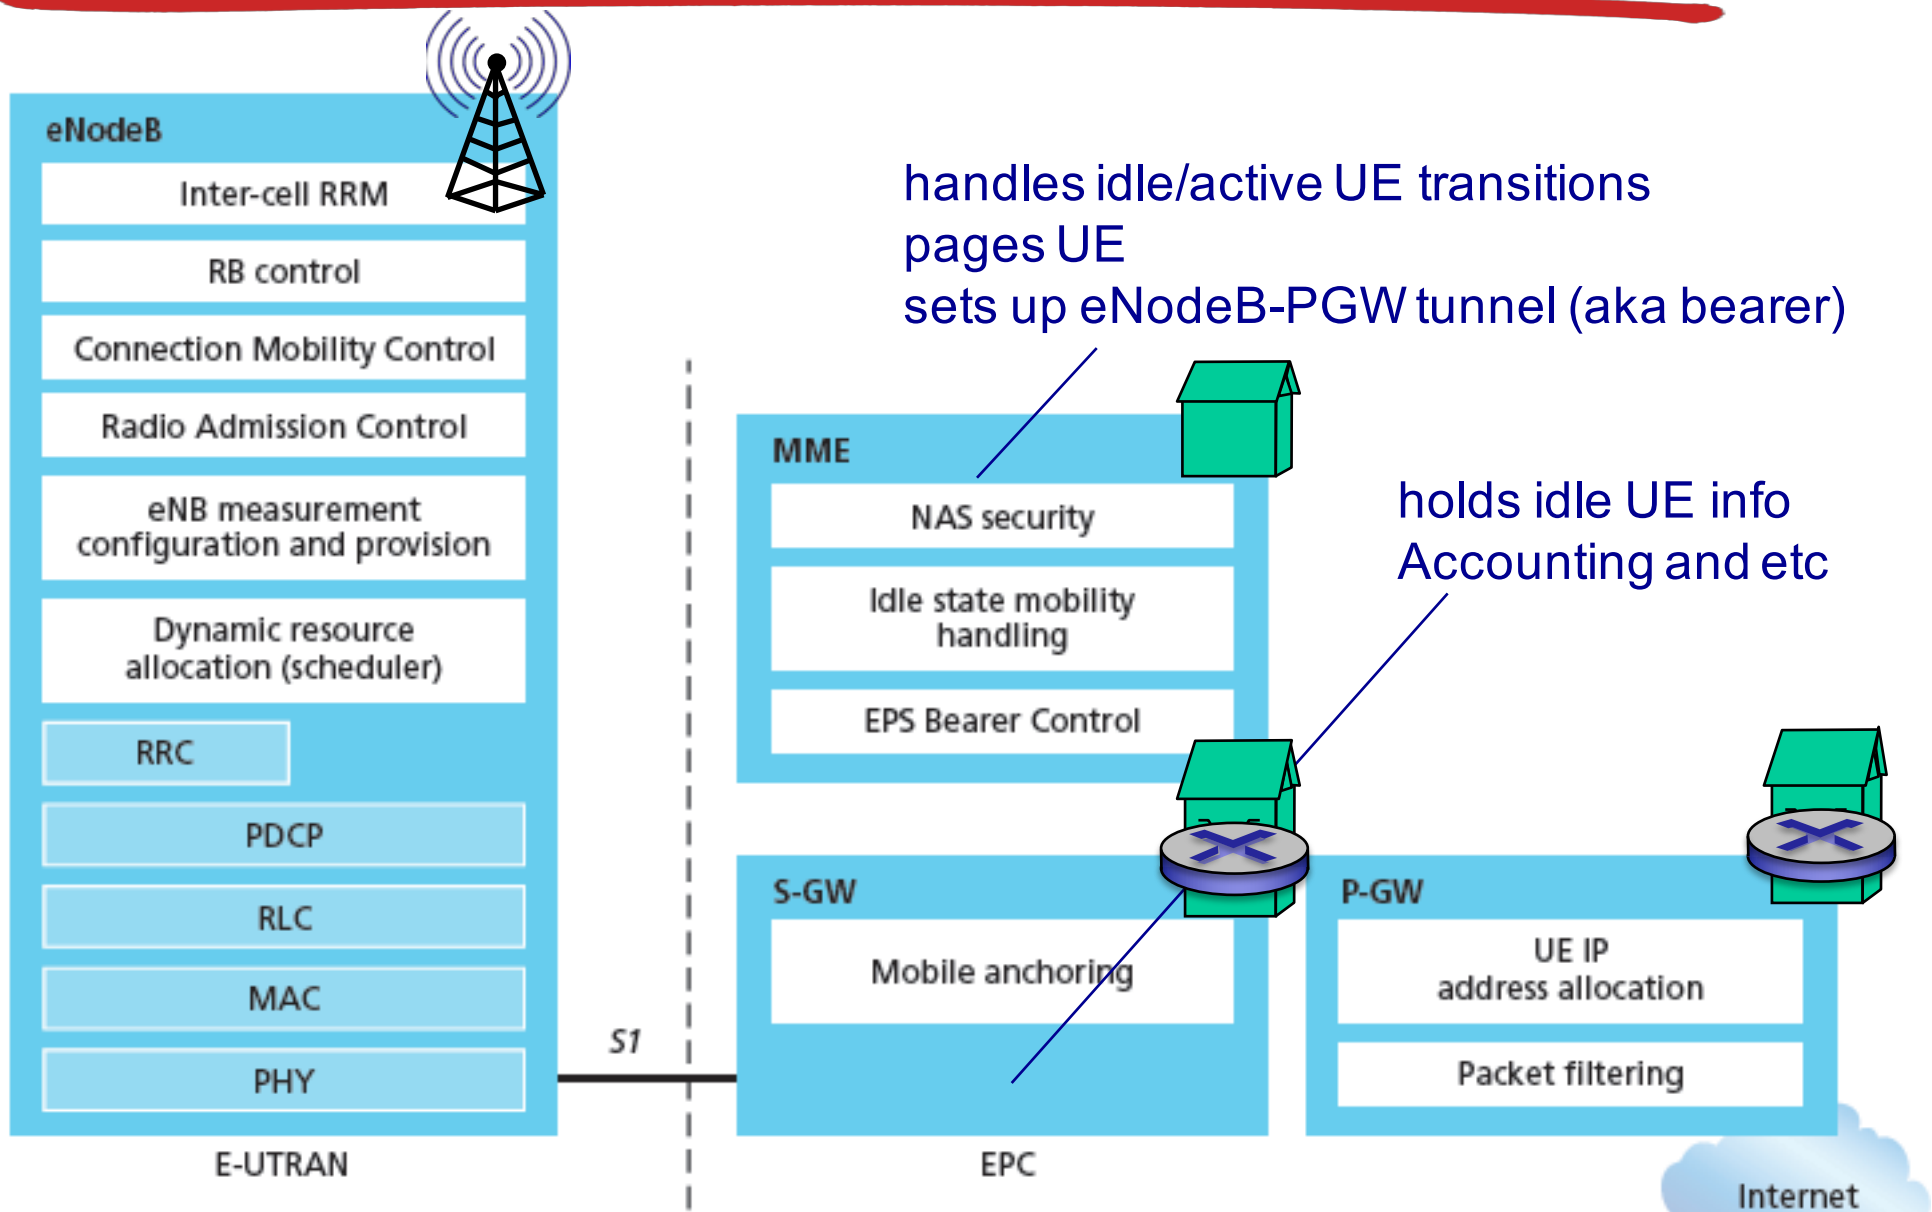 eNodeB
Inter-cell RRM
RB control
Connection Mobility Control
Radio Admission Control
eNB measurement
configuration and provision
Dynamic resource
allocation (scheduler)
RRC
PDCP
RLC
MAC
PHY
E-UTRAN
S1
handles idle/active UE transitions
pages UE
sets up eNodeB-PGW tunnel (aka bearer)
MME
NAS security
Idle state mobility
handling
EPS Bearer Control
holds idle UE info
Accounting and etc
S-GW
Mobile anchoring
EPC
P-GW
UE IP
address allocation
Packet filtering
Internet